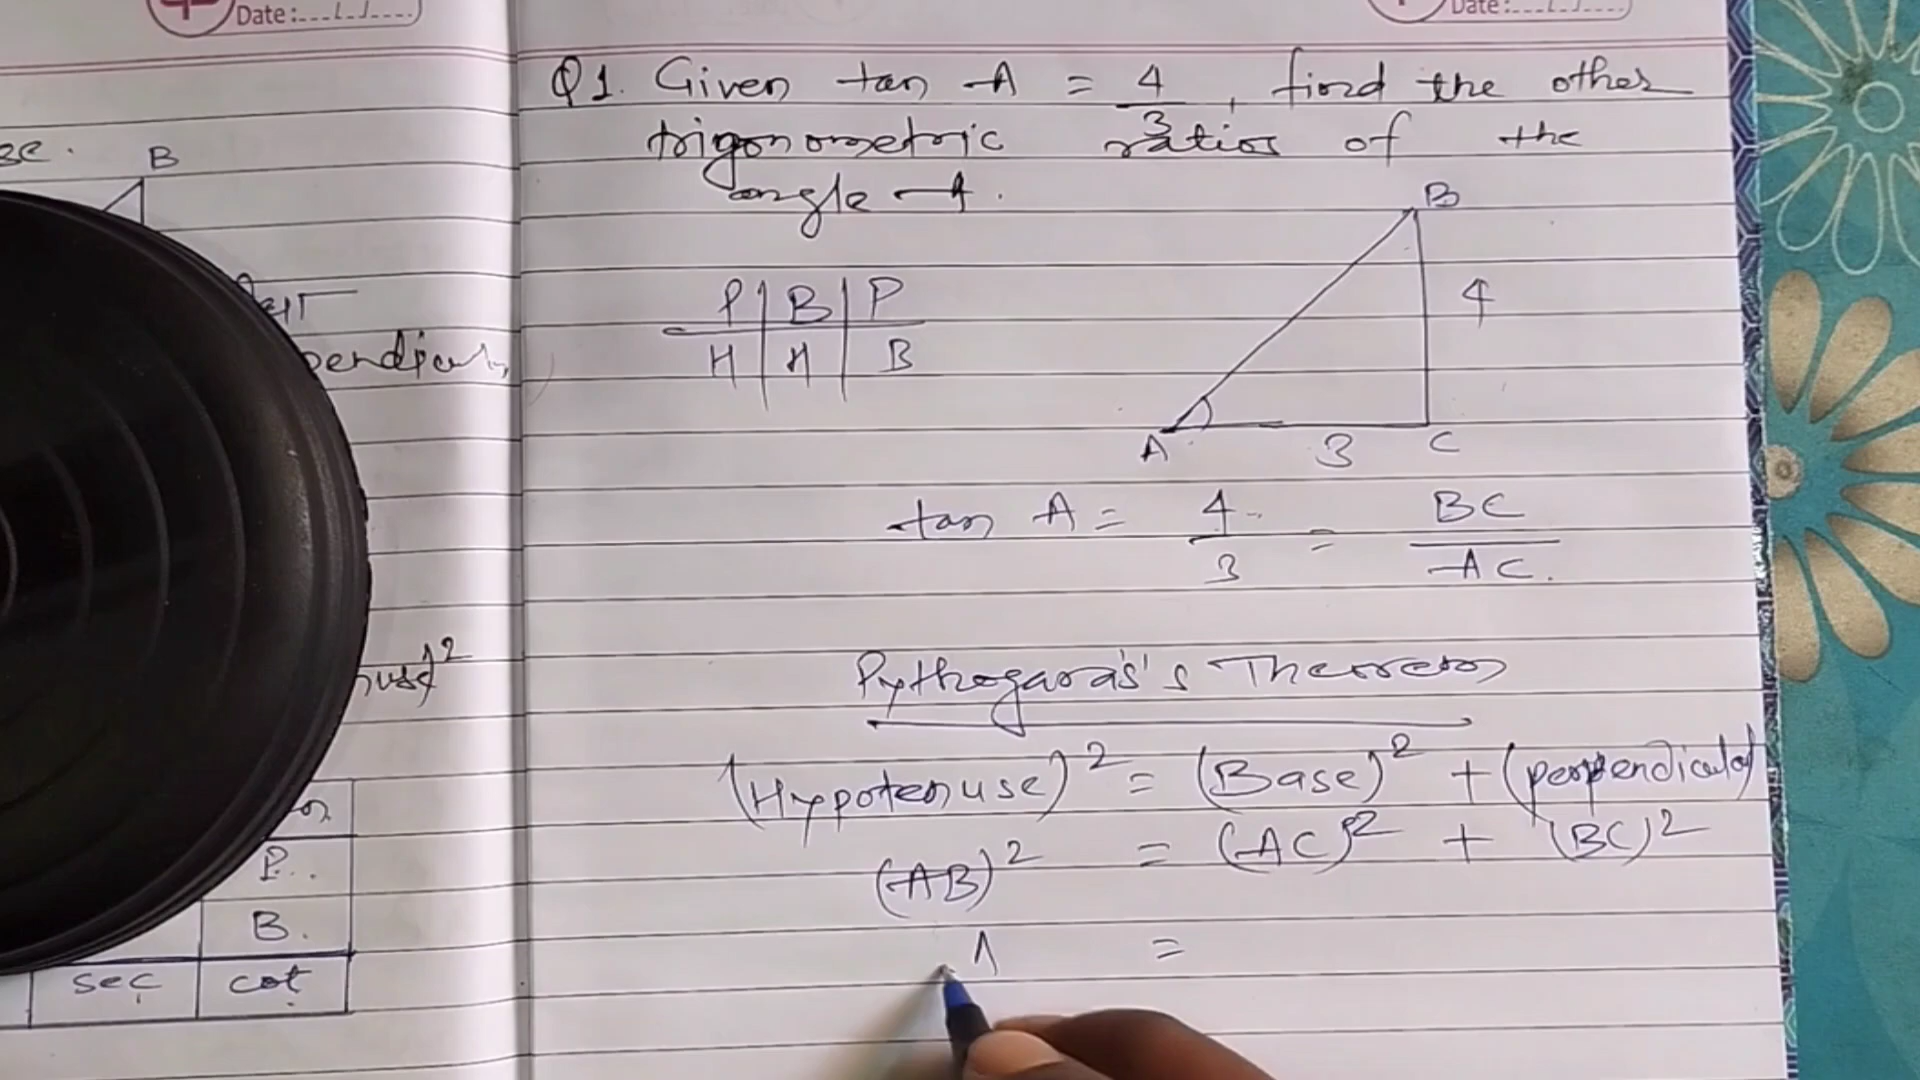 Date:
Date:
B
P
B.
sec cot
Q1. Given tan A = 4/3, find the other
trigonometric ratios of the
angle A.
B
P | B | P
H | H | B
4
A 3 C
tan A = 4/3 = BC/AC.
Pythogaras's Theorem
(Hypotenuse)² = (Base)² + (perpendicular)
(AB)² = (AC)² + (BC)²
=